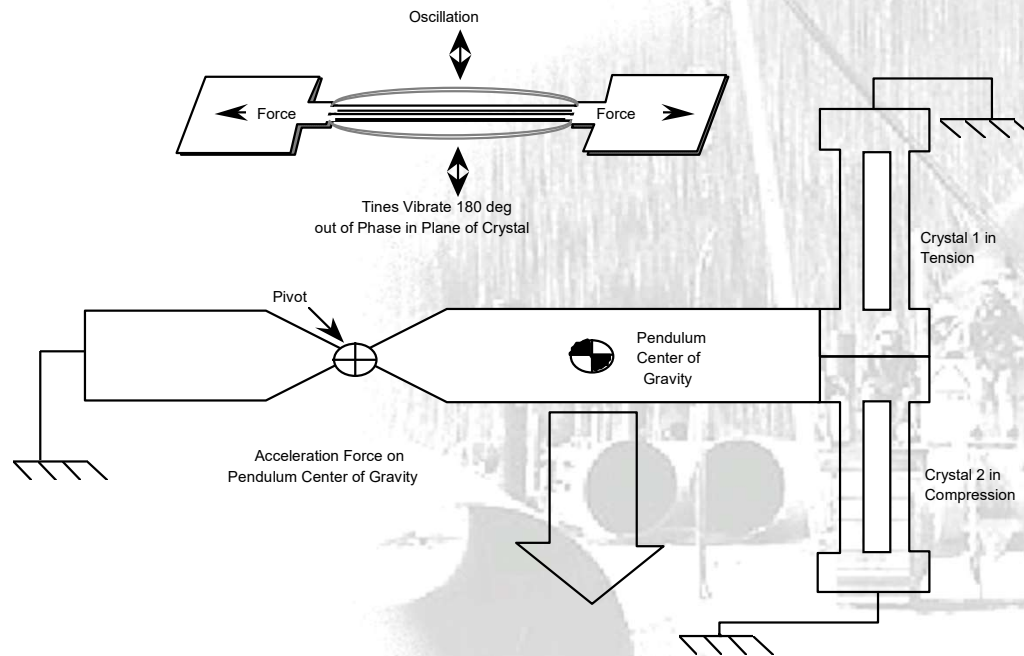 Oscillation
Force
Force
Tines Vibrate 180 deg
out of Phase in Plane of Crystal
Crystal 1 in
Tension
Pivot
Pendulum
Center of
Gravity
Acceleration Force on
Pendulum Center of Gravity
Crystal 2 in
Compression